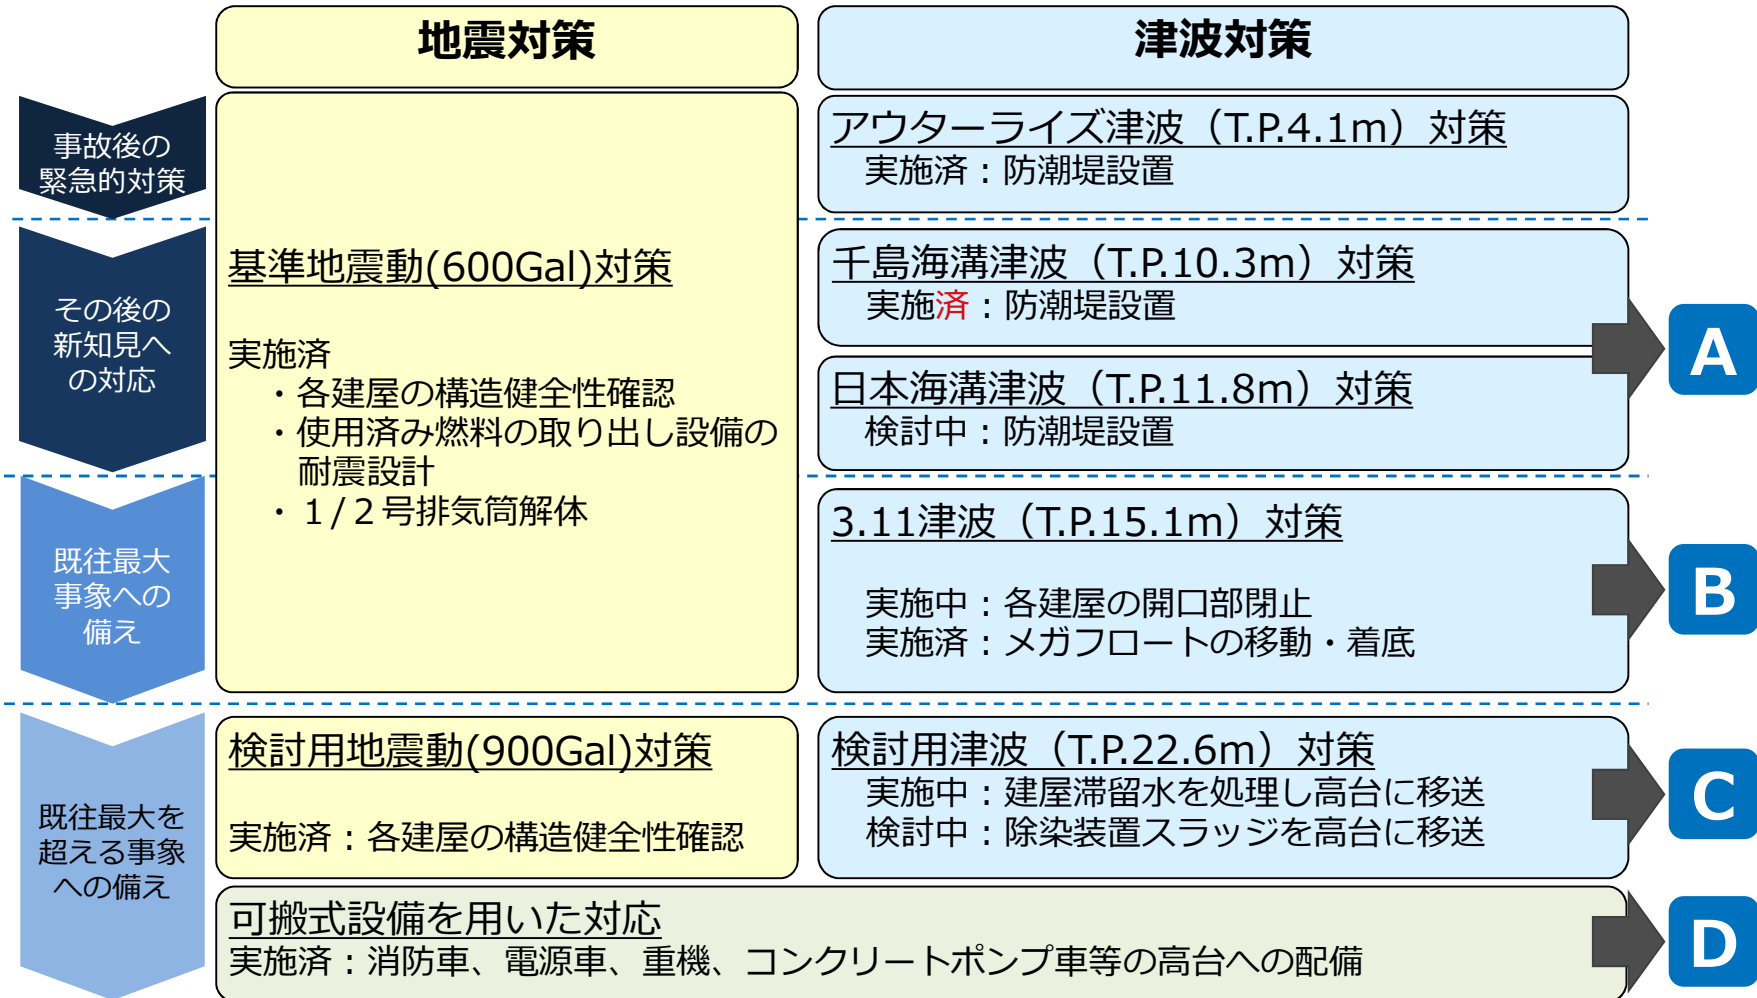 地震対策
津波対策
事故後の
緊急的対策
アウターライズ津波（T.P.4.1m）対策
実施済：防潮堤設置
その後の
新知見へ
の対応
基準地震動(600Gal)対策
実施済
・各建屋の構造健全性確認
・使用済み燃料の取り出し設備の
耐震設計
・１/２号排気筒解体
千島海溝津波（T.P.10.3m）対策
実施済：防潮堤設置
日本海溝津波（T.P.11.8m）対策
検討中：防潮堤設置
A
既往最大
事象への
備え
3.11津波（T.P.15.1m）対策
実施中：各建屋の開口部閉止
実施済：メガフロートの移動・着底
B
既往最大を
超える事象
への備え
検討用地震動(900Gal)対策
実施済：各建屋の構造健全性確認
検討用津波（T.P.22.6m）対策
実施中：建屋滞留水を処理し高台に移送
検討中：除染装置スラッジを高台に移送
C
可搬式設備を用いた対応
実施済：消防車、電源車、重機、コンクリートポンプ車等の高台への配備
D